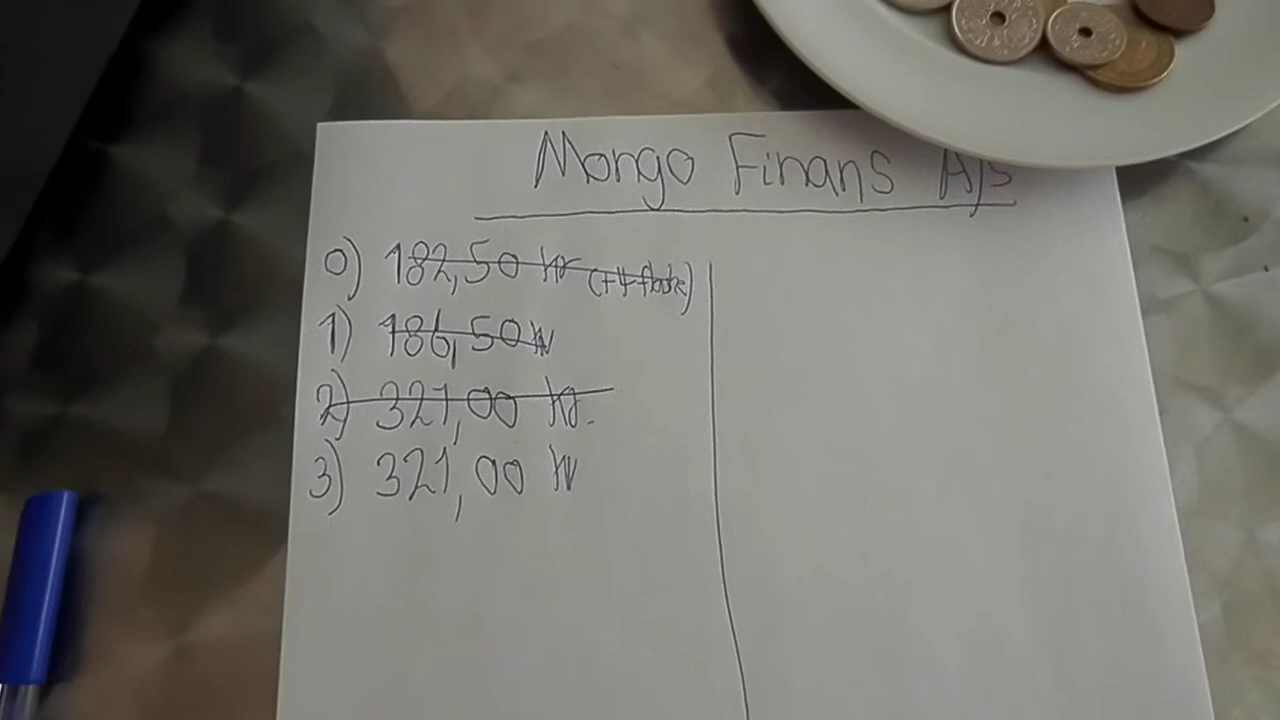 Mongo Finans A/S
0) 182,50 kr (+4 flaske)
1) 186,50 kr
2) 321,00 kr.
3) 321,00 kr